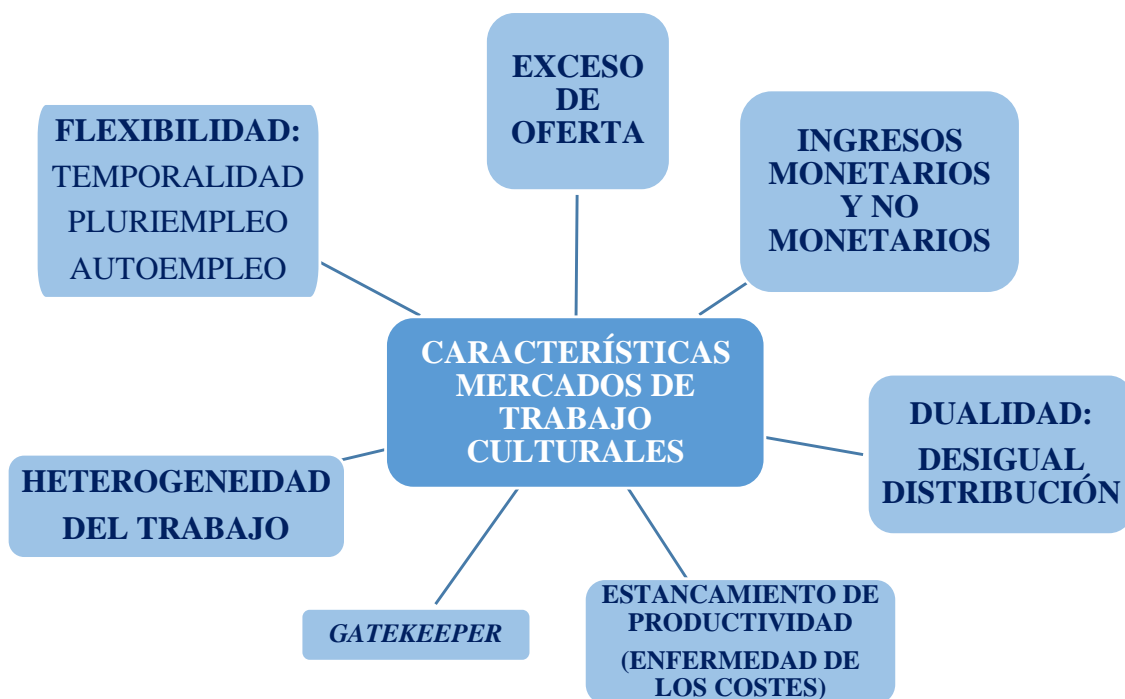 EXCESO
DE
OFERTA
INGRESOS
MONETARIOS
Y NO
MONETARIOS
FLEXIBILIDAD:
TEMPORALIDAD
PLURIEMPLEO
AUTOEMPLEO
CARACTERÍSTICAS
MERCADOS DE
TRABAJO
CULTURALES
DUALIDAD:
DESIGUAL
DISTRIBUCIÓN
HETEROGENEIDAD
DEL TRABAJO
GATEKEEPER
ESTANCAMIENTO DE
PRODUCTIVIDAD
(ENFERMEDAD DE
LOS COSTES)